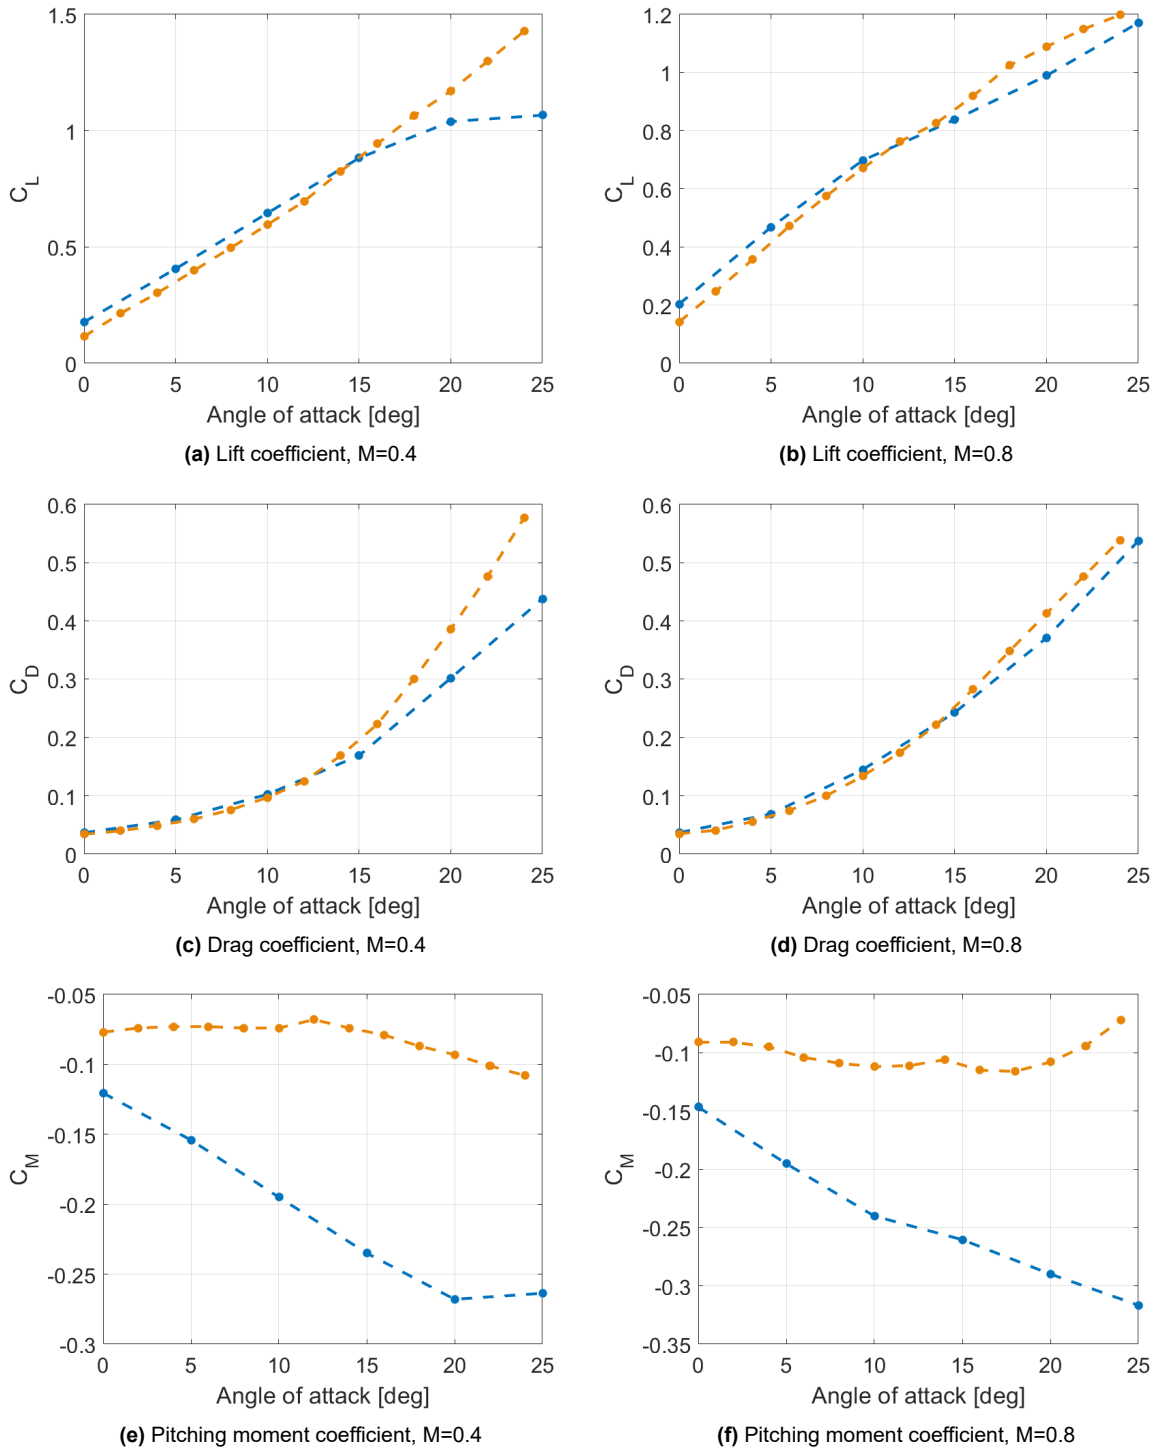 1.5
1
0.5
0
C_L
0 5 10 15 20 25
Angle of attack [deg]
(a) Lift coefficient, M=0.4
1.2
1
0.8
0.6
0.4
0.2
0
C_L
0 5 10 15 20 25
Angle of attack [deg]
(b) Lift coefficient, M=0.8
0.6
0.5
0.4
0.3
0.2
0.1
0
C_D
0 5 10 15 20 25
Angle of attack [deg]
(c) Drag coefficient, M=0.4
0.6
0.5
0.4
0.3
0.2
0.1
0
C_D
0 5 10 15 20 25
Angle of attack [deg]
(d) Drag coefficient, M=0.8
-0.05
-0.1
-0.15
-0.2
-0.25
-0.3
C_M
0 5 10 15 20 25
Angle of attack [deg]
(e) Pitching moment coefficient, M=0.4
-0.05
-0.1
-0.15
-0.2
-0.25
-0.3
-0.35
C_M
0 5 10 15 20 25
Angle of attack [deg]
(f) Pitching moment coefficient, M=0.8